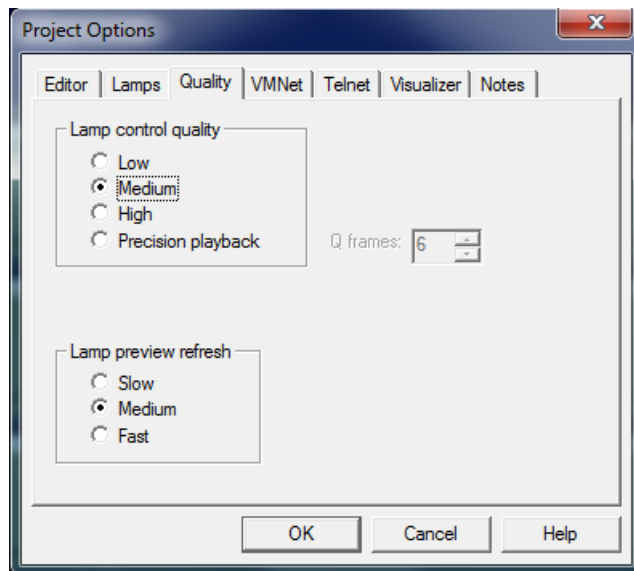 Project Options
Editor Lamps Quality VMNet Telnet Visualizer Notes
Lamp control quality
Low
Medium
High
Precision playback Q frames: 6
Lamp preview refresh
Slow
Medium
Fast
OK Cancel Help